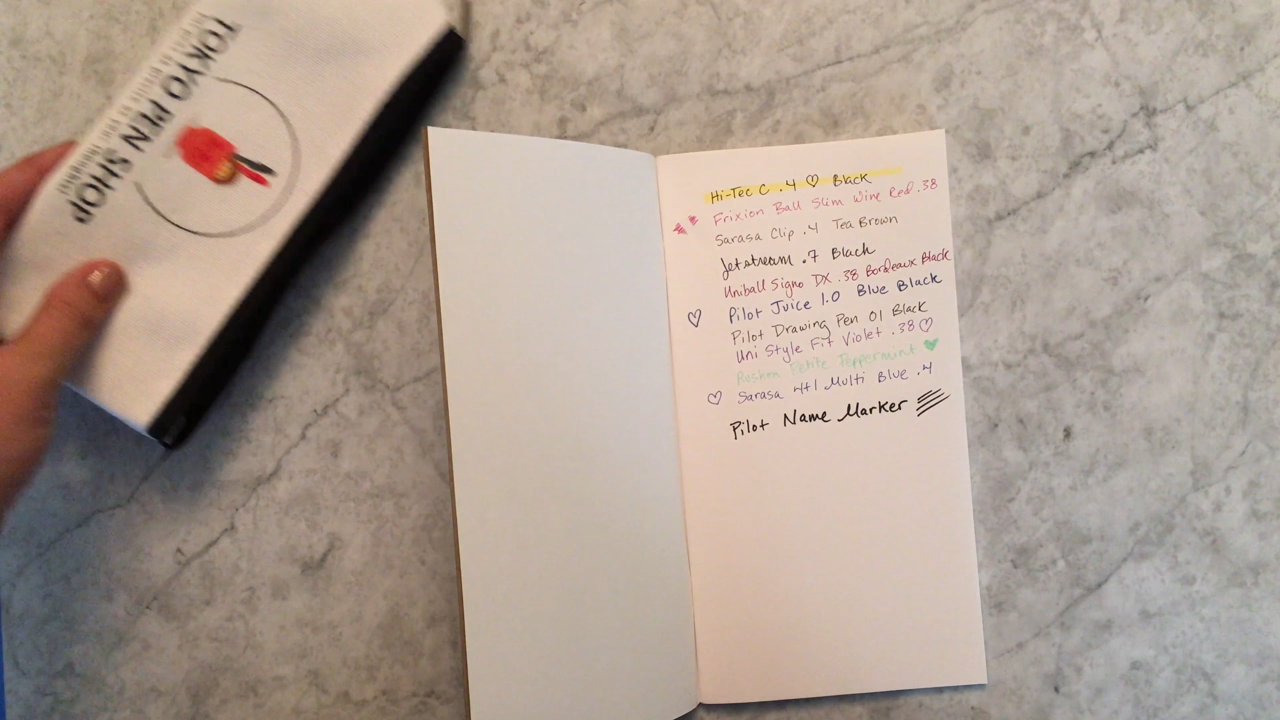 TOKYO PEN SHOP
Hi-Tec C .4 ♡ Black
Frixion Ball Slim Wine Red .38
Sarasa Clip .4 Tea Brown
Jetstream .7 Black
Uniball Signo DX .38 Bordeaux Black
Pilot Juice 1.0 Blue Black
Pilot Drawing Pen 01 Black
Uni Style Fit Violet .38 ♡
Petite Peppermint ♥
Sarasa 4+1 Multi Blue .4
Pilot Name Marker